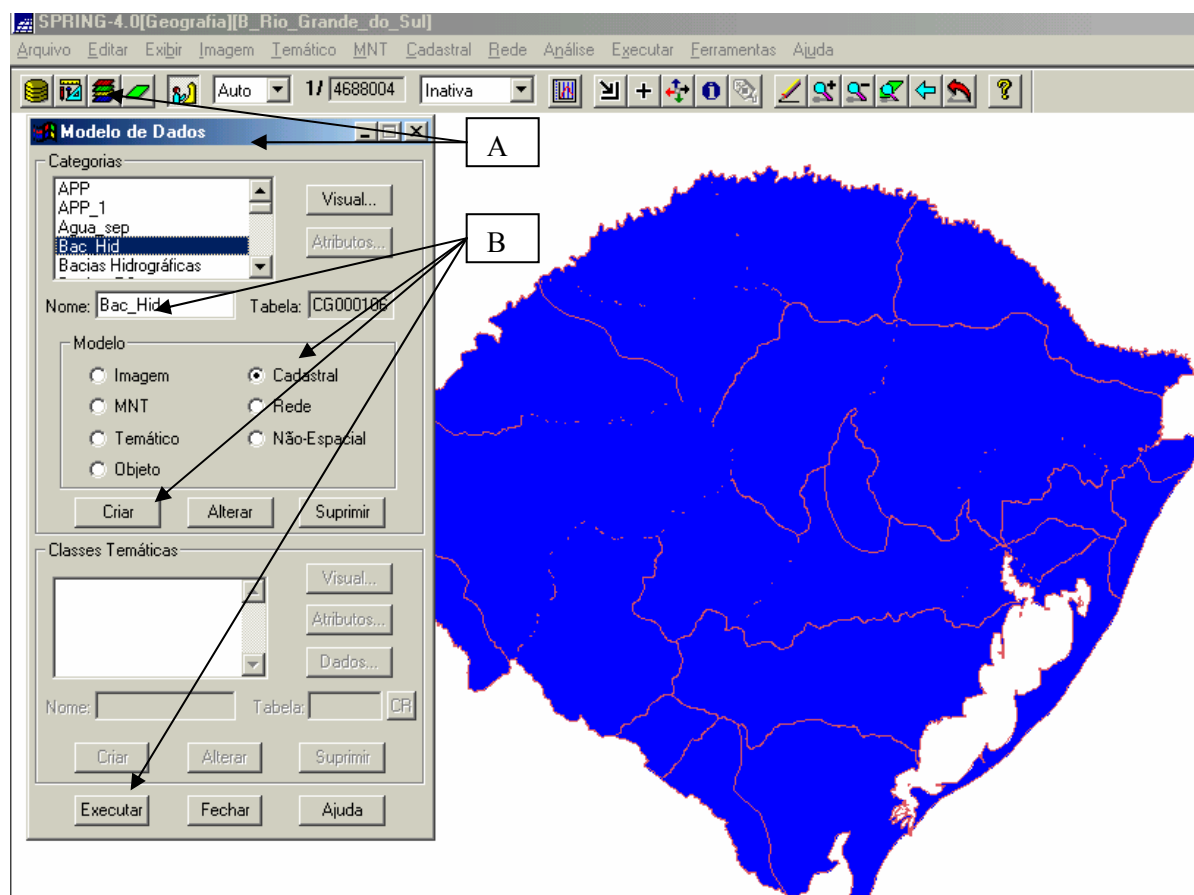 SPRING-4.0[Geografia][B_Rio_Grande_do_Sul]
Arquivo Editar Exibir Imagem Temático MNT Cadastral Rede Análise Executar Ferramentas Ajuda
Auto 1/ 4688004 Inativa
A
Modelo de Dados
Categorias
APP
APP_1
Agua_sep
Bac_Hid
Bacias Hidrográficas
Visual...
Atributos...
B
Nome: Bac_Hid Tabela: CG000106
Modelo
Imagem Cadastral
MNT Rede
Temático Não-Espacial
Objeto
Criar Alterar Suprimir
Classes Temáticas
Visual...
Atributos...
Dados...
Nome: Tabela: CR
Criar Alterar Suprimir
Executar Fechar Ajuda